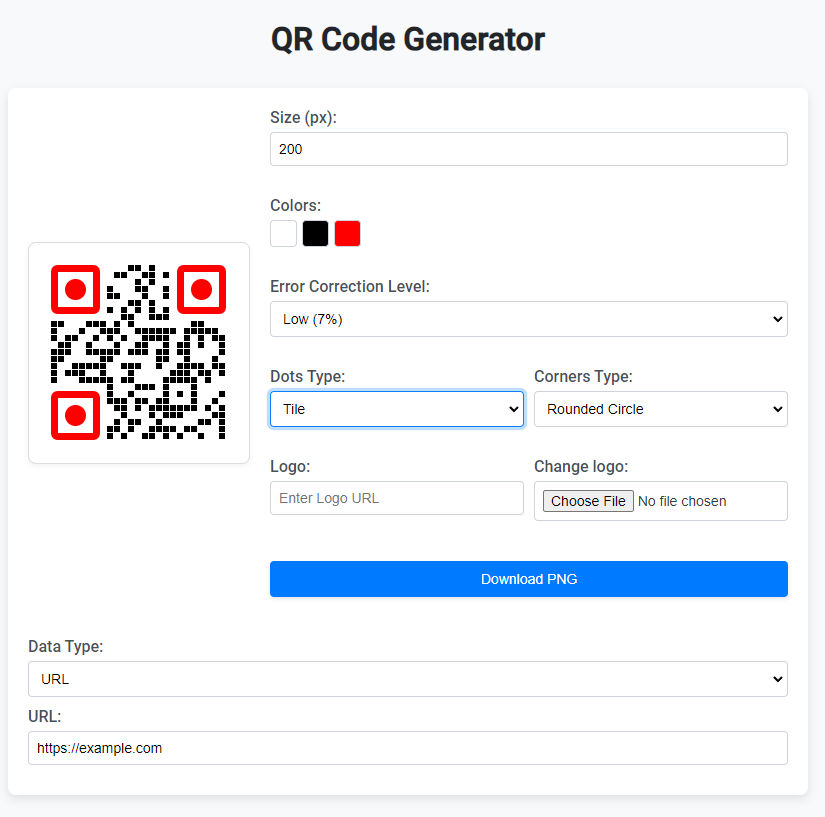 QR Code Generator
Size (px):
200
Colors:
Error Correction Level:
Low (7%)
Dots Type:
Corners Type:
Tile
Rounded Circle
Logo:
Change logo:
Enter Logo URL
Choose File No file chosen
Download PNG
Data Type:
URL
URL:
https://example.com